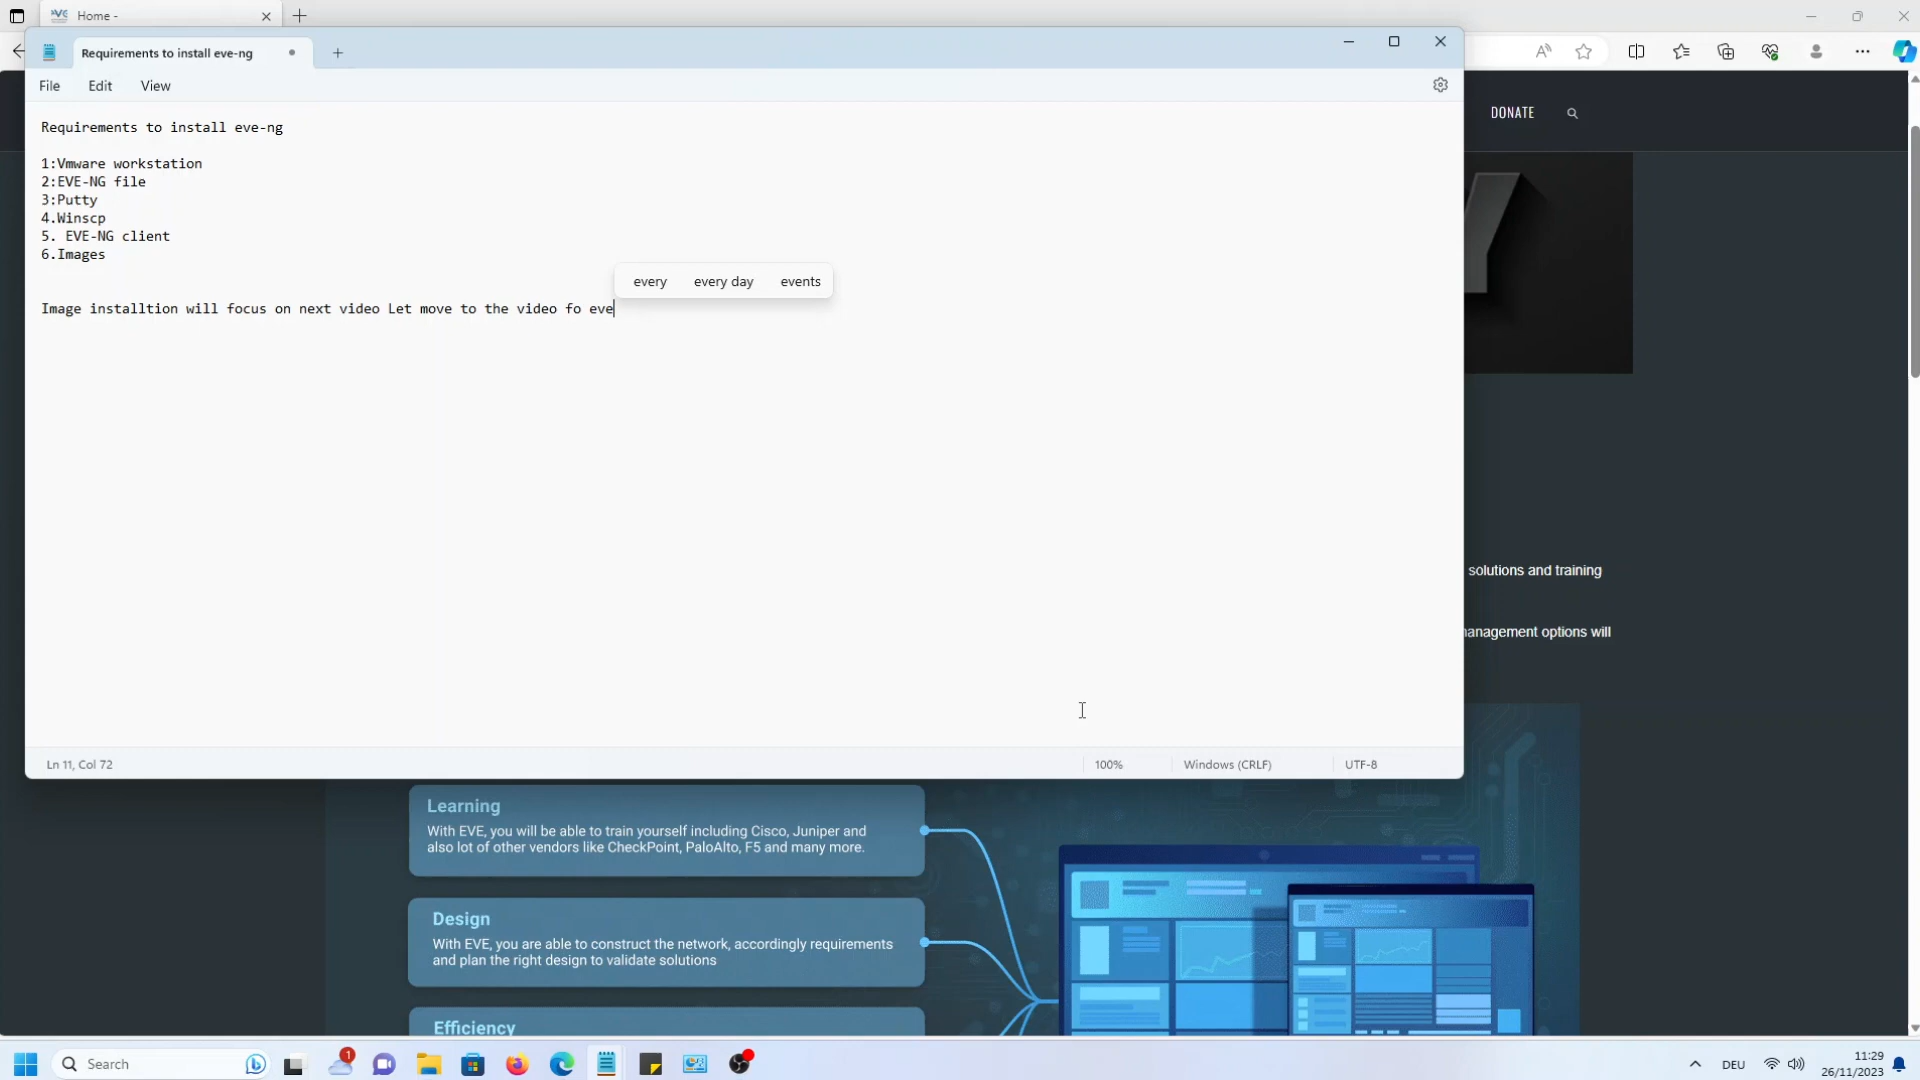 Home -
Requirements to install eve-ng
File Edit View
DONATE
Requirements to install eve-ng
1:Vmware workstation
2:EVE-NG file
3:Putty
4.Winscp
5. EVE-NG client
6.Images
every every day events
Image installtion will focus on next video Let move to the video fo eve
solutions and training
management options will
Ln 11, Col 72
100%
Windows (CRLF)
UTF-8
Learning
With EVE, you will be able to train yourself including Cisco, Juniper and
also lot of other vendors like CheckPoint, PaloAlto, F5 and many more.
Design
With EVE, you are able to construct the network, accordingly requirements
and plan the right design to validate solutions
Efficiency
Search
1
DEU
11:29
26/11/2023